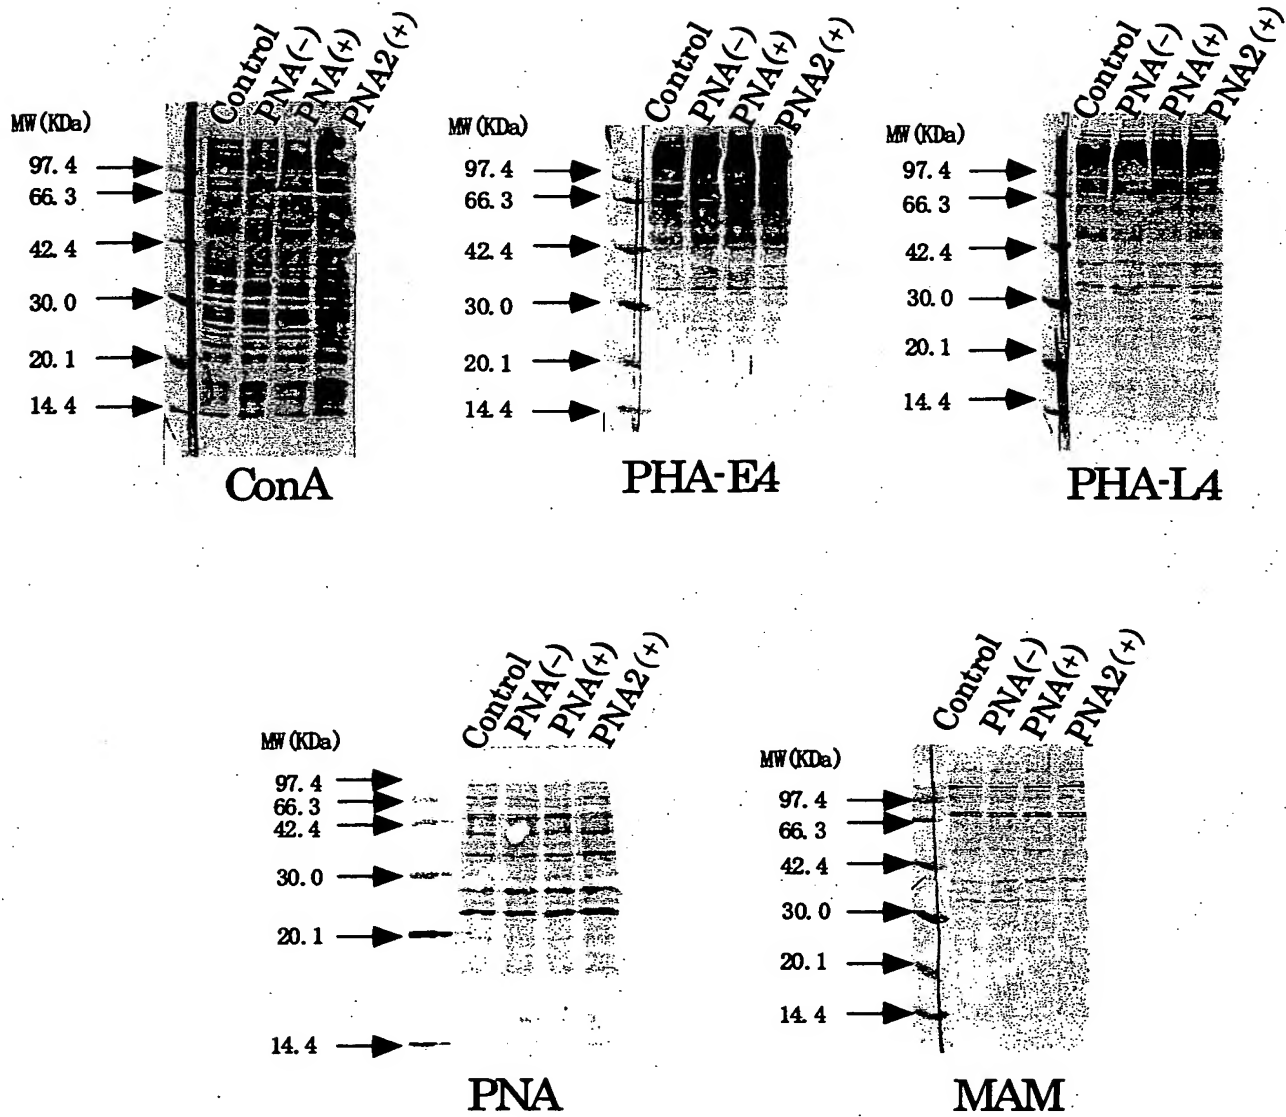 Control PNA(-) PNA(+) PNA2(+)
MW(KDa)
97.4
66.3
42.4
30.0
20.1
14.4
ConA
Control PNA(-) PNA(+) PNA2(+)
MW(KDa)
97.4
66.3
42.4
30.0
20.1
14.4
PHA-E4
Control PNA(-) PNA(+) PNA2(+)
MW(KDa)
97.4
66.3
42.4
30.0
20.1
14.4
PHA-L4
Control PNA(-) PNA(+) PNA2(+)
MW(KDa)
97.4
66.3
42.4
30.0
20.1
14.4
PNA
Control PNA(-) PNA(+) PNA2(+)
MW(KDa)
97.4
66.3
42.4
30.0
20.1
14.4
MAM